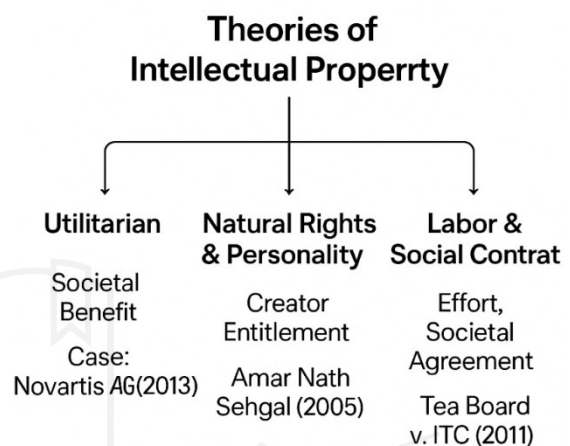 Theories of
Intellectual Properrty
Utilitarian
Societal
Benefit
Case:
Novartis AG(2013)
Natural Rights
& Personality
Creator
Entitlement
Amar Nath
Sehgal (2005)
Labor &
Social Contrat
Effort,
Societal
Agreement
Tea Board
v. ITC (2011)